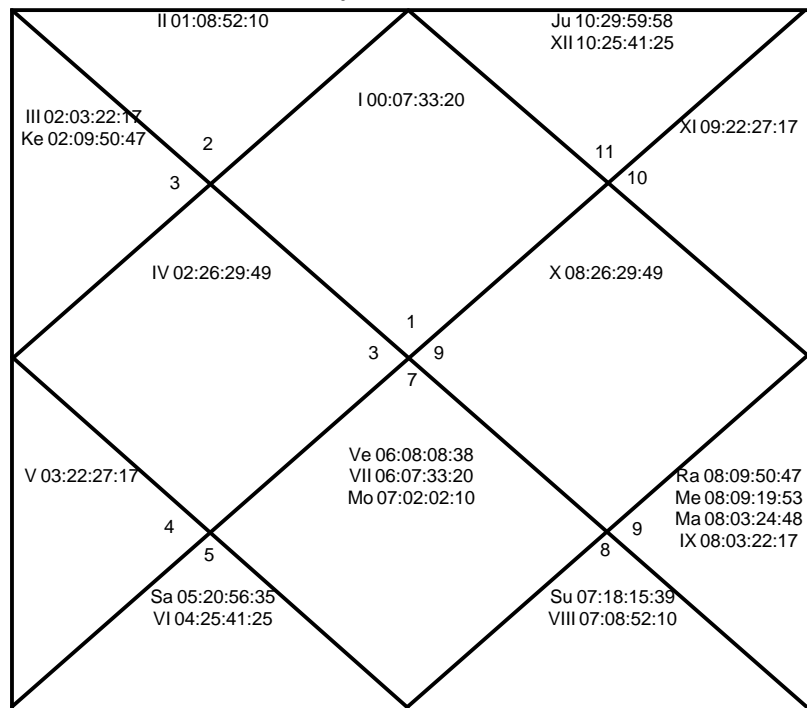 II 01:08:52:10
Ju 10:29:59:58
XII 10:25:41:25
I 00:07:33:20
III 02:03:22:17
Ke 02:09:50:47
2
3
11
10
XI 09:22:27:17
IV 02:26:29:49
X 08:26:29:49
1
3
9
7
V 03:22:27:17
Ve 06:08:08:38
VII 06:07:33:20
Mo 07:02:02:10
Ra 08:09:50:47
Me 08:09:19:53
Ma 08:03:24:48
IX 08:03:22:17
4
5
9
8
Sa 05:20:56:35
VI 04:25:41:25
Su 07:18:15:39
VIII 07:08:52:10